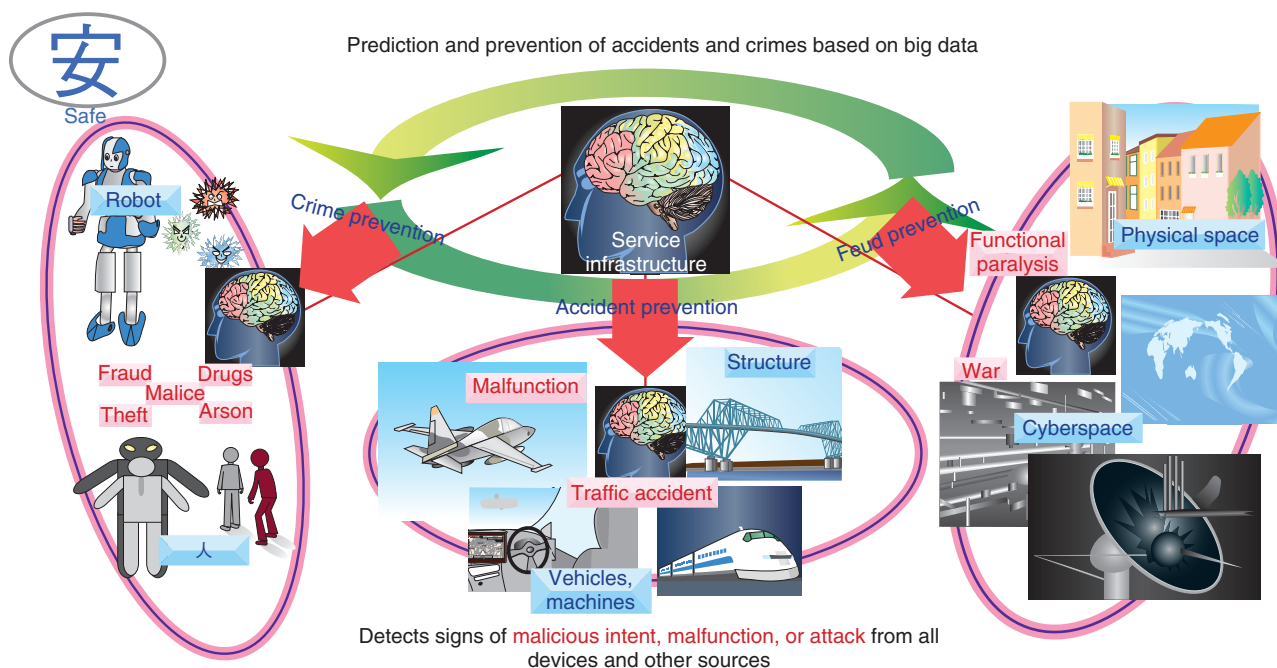 安
Safe
Prediction and prevention of accidents and crimes based on big data
Robot
Crime prevention
Service
infrastructure
Accident prevention
Feud prevention
Functional
paralysis
Physical space
Fraud
Drugs
Malice
Theft
Arson
人
Malfunction
Structure
Traffic accident
Vehicles,
machines
War
Cyberspace
Detects signs of malicious intent, malfunction, or attack from all
devices and other sources